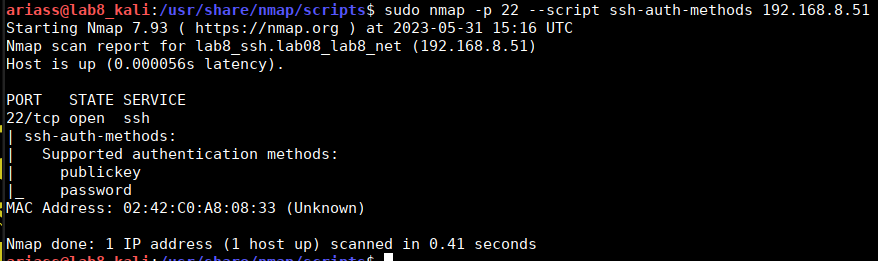 ariass@lab8_kali:/usr/share/nmap/scripts$ sudo nmap -p 22 --script ssh-auth-methods 192.168.8.51
Starting Nmap 7.93 ( https://nmap.org ) at 2023-05-31 15:16 UTC
Nmap scan report for lab8_ssh.lab08_lab8_net (192.168.8.51)
Host is up (0.000056s latency).

PORT   STATE SERVICE
22/tcp open  ssh
| ssh-auth-methods:
|   Supported authentication methods:
|     publickey
|_    password
MAC Address: 02:42:C0:A8:08:33 (Unknown)

Nmap done: 1 IP address (1 host up) scanned in 0.41 seconds
ariass@lab8_kali:/usr/share/nmap/scripts$